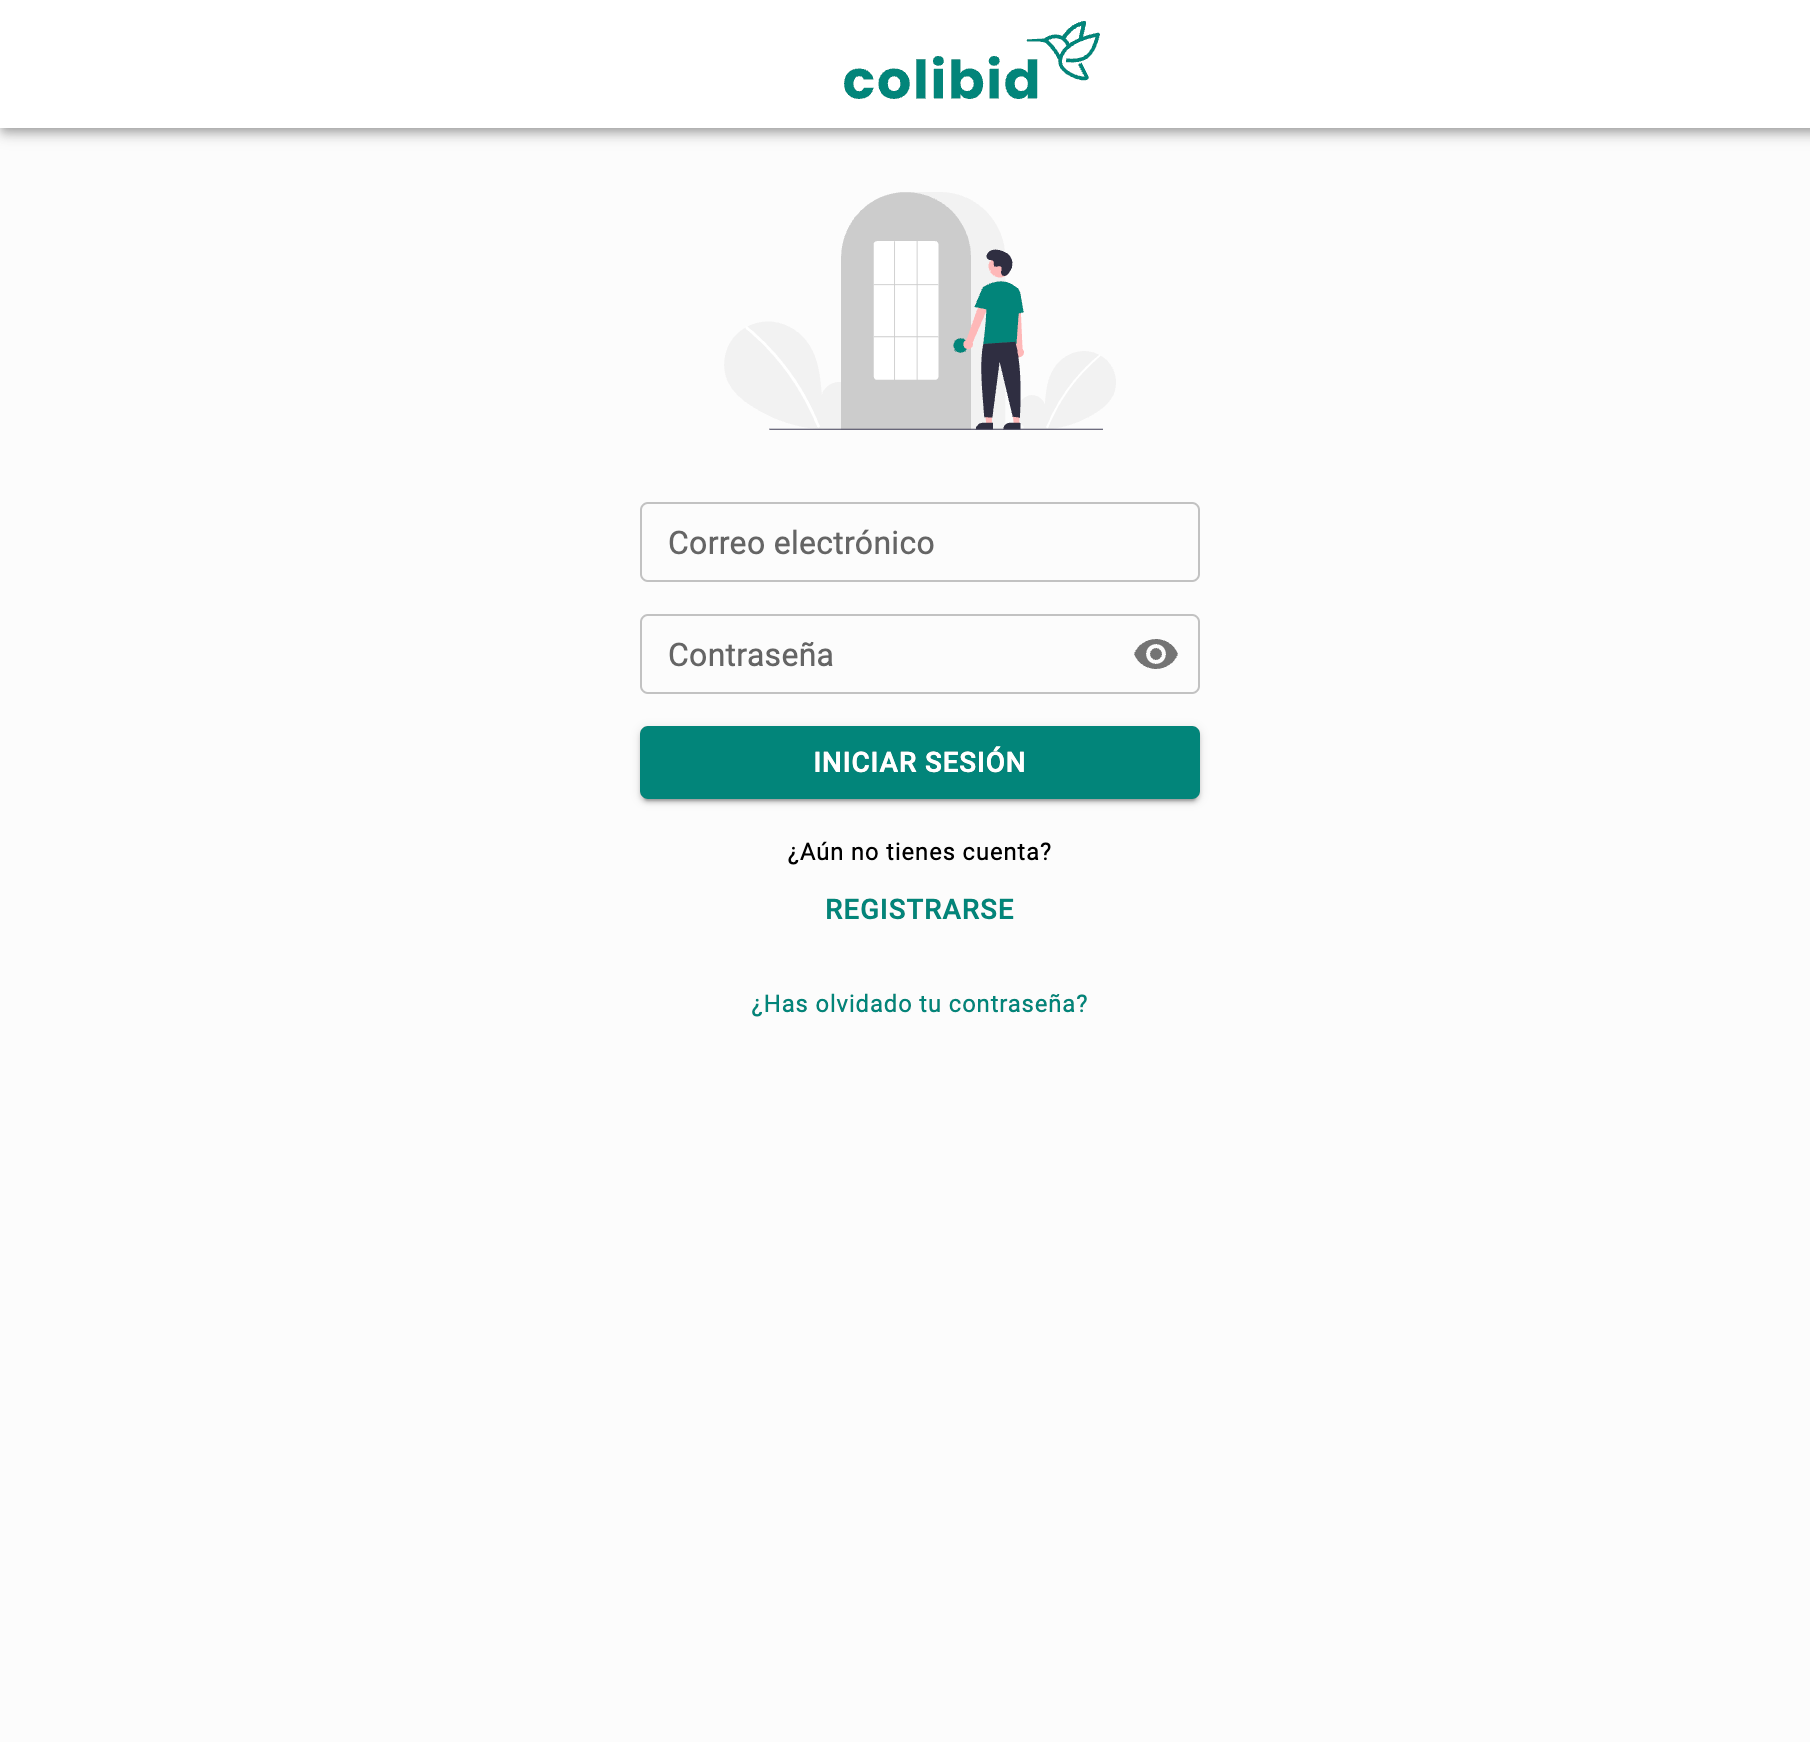 colibid
Correo electrónico
Contraseña
INICIAR SESIÓN
¿Aún no tienes cuenta?
REGISTRARSE
¿Has olvidado tu contraseña?